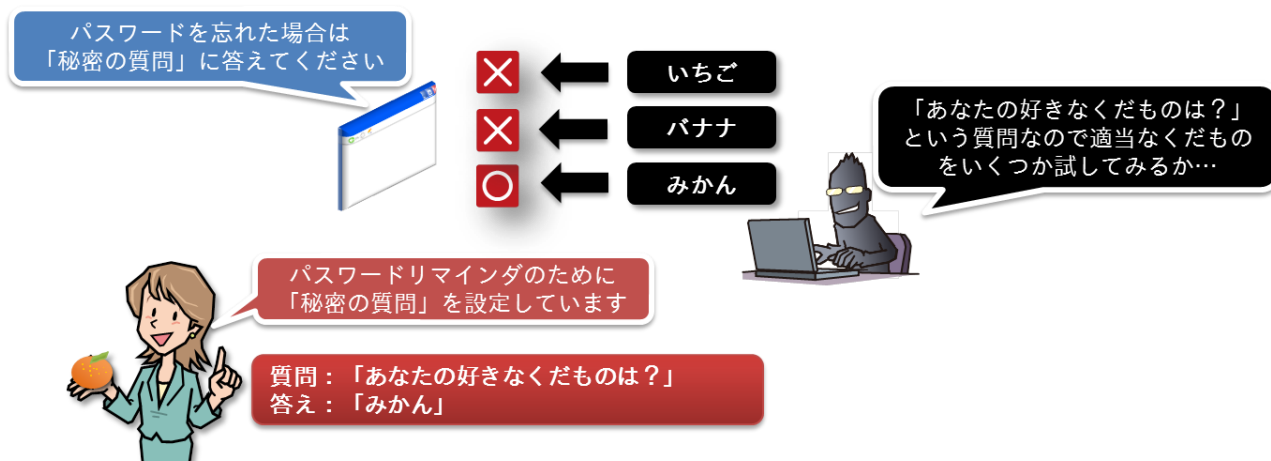 パスワードを忘れた場合は
「秘密の質問」に答えてください
いちご
バナナ
みかん
「あなたの好きなくだものは？」
という質問なので適当なくだもの
をいくつか試してみるか…
パスワードリマインダのために
「秘密の質問」を設定しています
質問：「あなたの好きなくだものは？」
答え：「みかん」